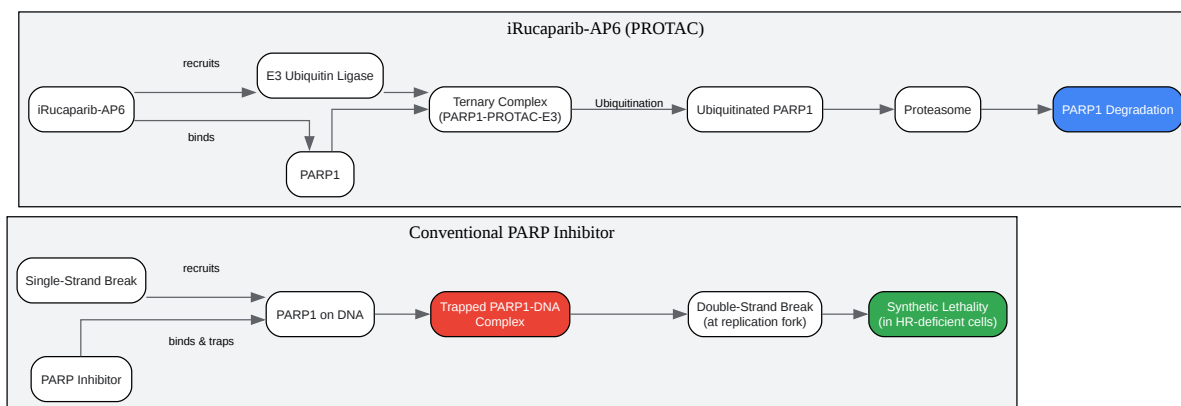 iRucaparib-AP6 (PROTAC)
recruits
E3 Ubiquitin Ligase
iRucaparib-AP6
binds
PARP1
Ternary Complex
(PARP1-PROTAC-E3)
Ubiquitination
Ubiquitinated PARP1
Proteasome
PARP1 Degradation
Conventional PARP Inhibitor
Single-Strand Break
recruits
PARP1 on DNA
binds & traps
PARP Inhibitor
Trapped PARP1-DNA
Complex
Double-Strand Break
(at replication fork)
Synthetic Lethality
(in HR-deficient cells)